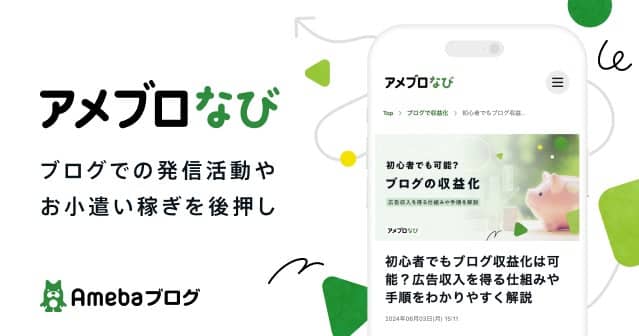 アメブロなび
ブログでの発信活動や
お小遣い稼ぎを後押し
Amebaブログ
アメブロなび
Top > ブログで収益化 > 初心者でもブログ収益...
初心者でも可能?
ブログの収益化
広告収入を得る仕組みや手順を解説
アメブロなび
初心者でもブログ収益化は可
能?広告収入を得る仕組みや
手順をわかりやすく解説
2024年06月03日(月) 15:11